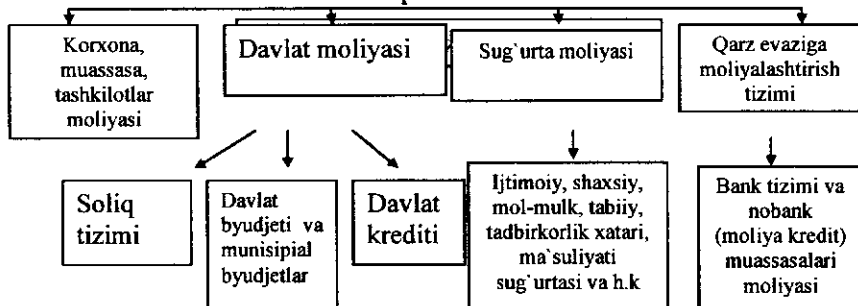 Korxona,
muassasa,
tashkilotlar
moliyasi
Davlat moliyasi
Sug`urta moliyasi
Qarz evaziga
moliyalashtirish
tizimi
Soliq
tizimi
Davlat
byudjeti va
munisipial
byudjetlar
Davlat
krediti
Ijtimoiy, shaxsiy,
mol-mulk, tabiiy,
tadbirkorlik xatari,
ma`suliyati
sug`urtasi va h.k
Bank tizimi va
nobank
(moliya kredit)
muassasalari
moliyasi